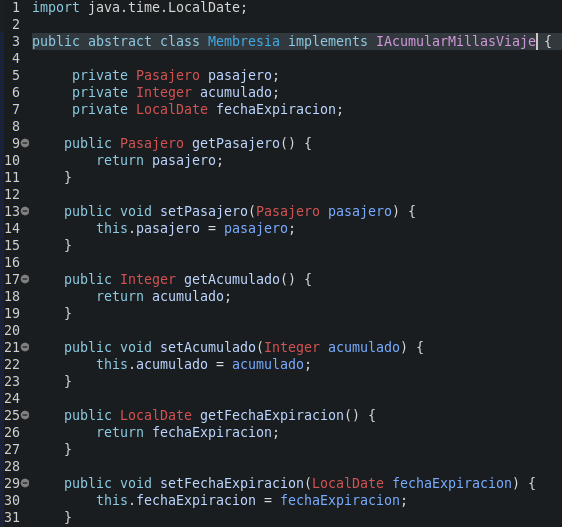 1 import java.time.LocalDate;
2
3 public abstract class Membresia implements IAcumularMillasViaje {
4
5 private Pasajero pasajero;
6 private Integer acumulado;
7 private LocalDate fechaExpiracion;
8
9 public Pasajero getPasajero() {
10 return pasajero;
11 }
12
13 public void setPasajero(Pasajero pasajero) {
14 this.pasajero = pasajero;
15 }
16
17 public Integer getAcumulado() {
18 return acumulado;
19 }
20
21 public void setAcumulado(Integer acumulado) {
22 this.acumulado = acumulado;
23 }
24
25 public LocalDate getFechaExpiracion() {
26 return fechaExpiracion;
27 }
28
29 public void setFechaExpiracion(LocalDate fechaExpiracion) {
30 this.fechaExpiracion = fechaExpiracion;
31 }